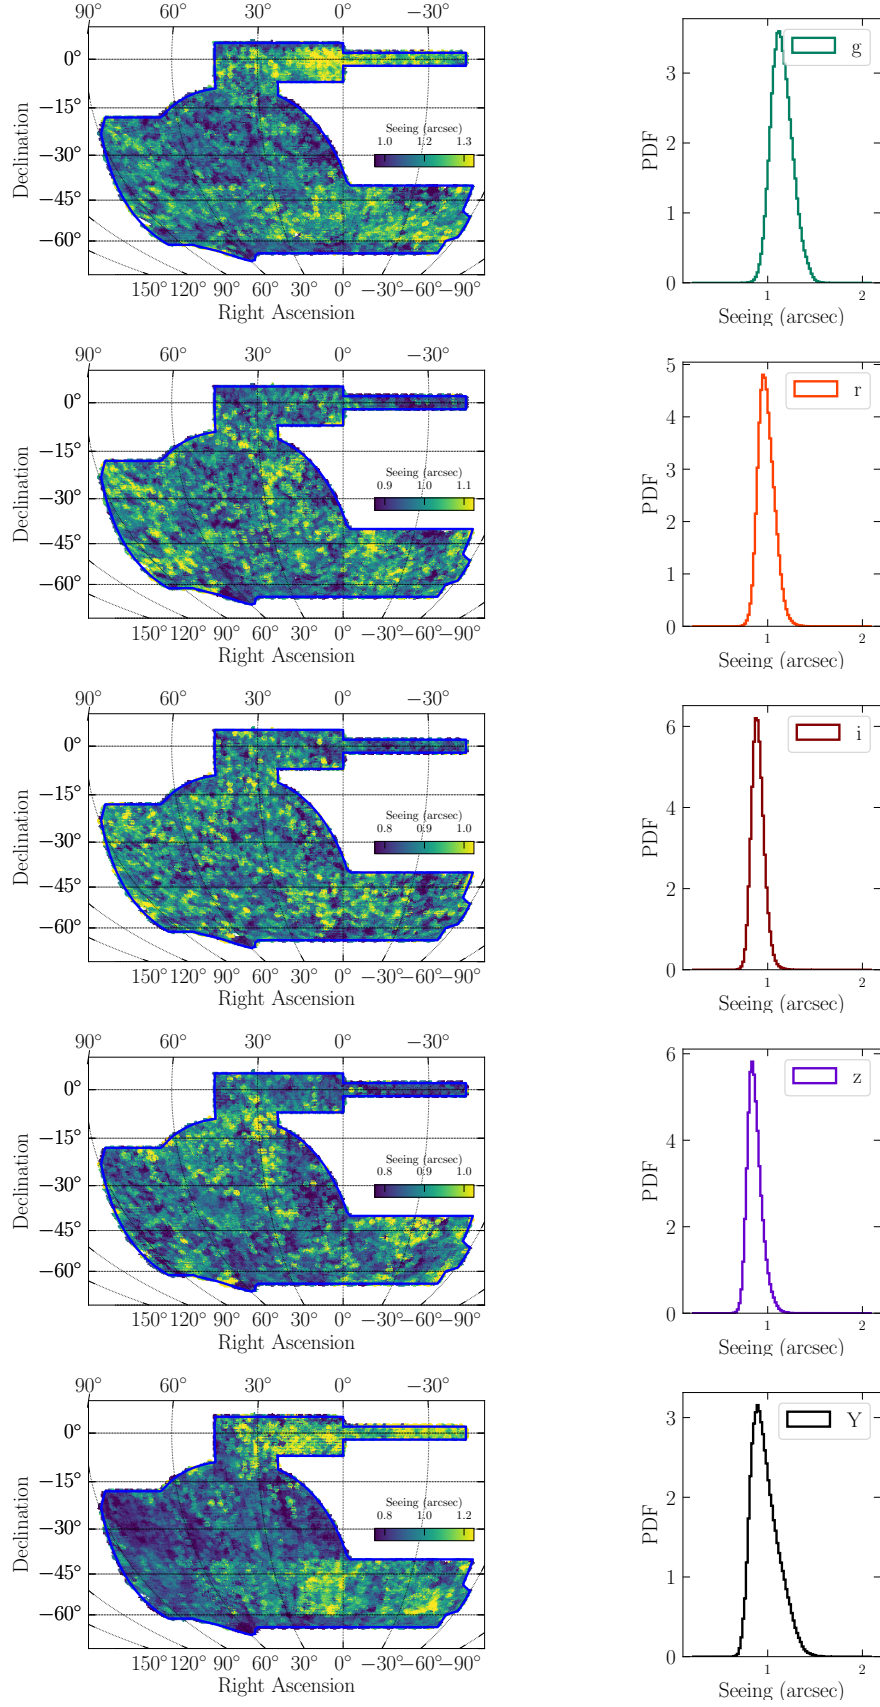 90° 60° 30° 0° −30°
0°
−15°
−30°
−45°
−60°
Declination
Seeing (arcsec)
1.0 1.2 1.3
150° 120° 90° 60° 30° 0° −30° −60° −90°
Right Ascension
g
3
2
1
0
PDF
1 2
Seeing (arcsec)
90° 60° 30° 0° −30°
0°
−15°
−30°
−45°
−60°
Declination
Seeing (arcsec)
0.9 1.0 1.1
150° 120° 90° 60° 30° 0° −30° −60° −90°
Right Ascension
r
5
4
3
2
1
0
PDF
1 2
Seeing (arcsec)
90° 60° 30° 0° −30°
0°
−15°
−30°
−45°
−60°
Declination
Seeing (arcsec)
0.8 0.9 1.0
150° 120° 90° 60° 30° 0° −30° −60° −90°
Right Ascension
i
6
4
2
0
PDF
1 2
Seeing (arcsec)
90° 60° 30° 0° −30°
0°
−15°
−30°
−45°
−60°
Declination
Seeing (arcsec)
0.8 0.9 1.0
150° 120° 90° 60° 30° 0° −30° −60° −90°
Right Ascension
z
6
4
2
0
PDF
1 2
Seeing (arcsec)
90° 60° 30° 0° −30°
0°
−15°
−30°
−45°
−60°
Declination
Seeing (arcsec)
0.8 1.0 1.2
150° 120° 90° 60° 30° 0° −30° −60° −90°
Right Ascension
Y
3
2
1
0
PDF
1 2
Seeing (arcsec)